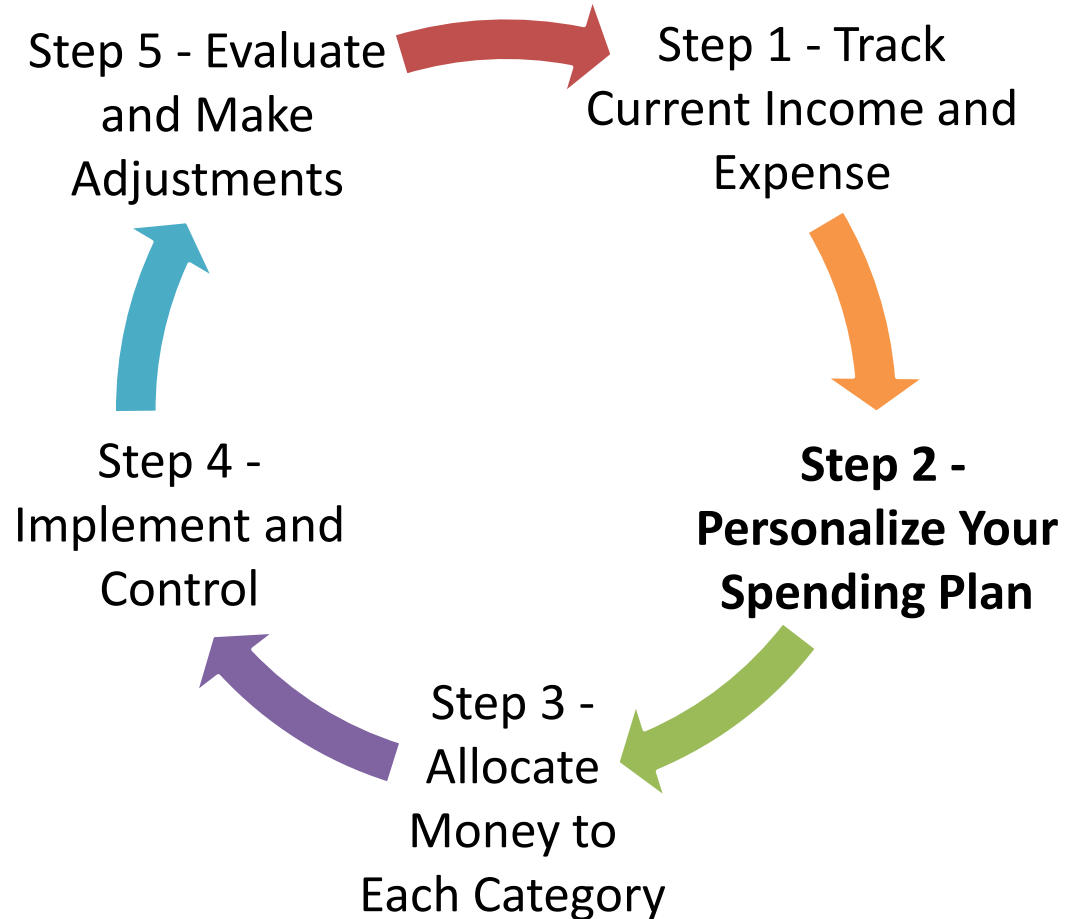 Step 1 - Track
Current Income and
Expense
Step 2 -
Personalize Your
Spending Plan
Step 3 -
Allocate
Money to
Each Category
Step 4 -
Implement and
Control
Step 5 - Evaluate
and Make
Adjustments